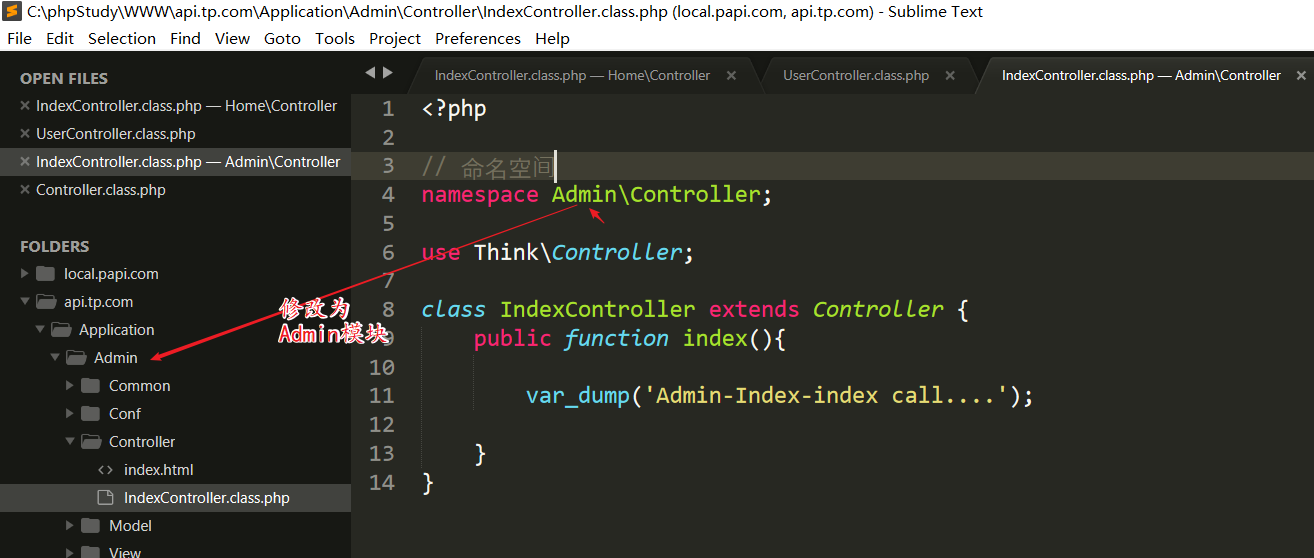 C:\phpStudy\WWW\api.tp.com\Application\Admin\Controller\IndexController.class.php (local.papi.com, api.tp.com) - Sublime Text
File Edit Selection Find View Goto Tools Project Preferences Help
OPEN FILES
IndexController.class.php — Home\Controller
UserController.class.php
IndexController.class.php — Admin\Controller
Controller.class.php
FOLDERS
local.papi.com
api.tp.com
Application
Admin
Common
Conf
Controller
index.html
IndexController.class.php
Model
View
修改为
Admin模块
IndexController.class.php — Home\Controller
UserController.class.php
IndexController.class.php — Admin\Controller
1 <?php
2
3 // 命名空间
4 namespace Admin\Controller;
5
6 use Think\Controller;
7
8 class IndexController extends Controller {
9 public function index(){
10
11 var_dump('Admin-Index-index call....');
12
13 }
14 }